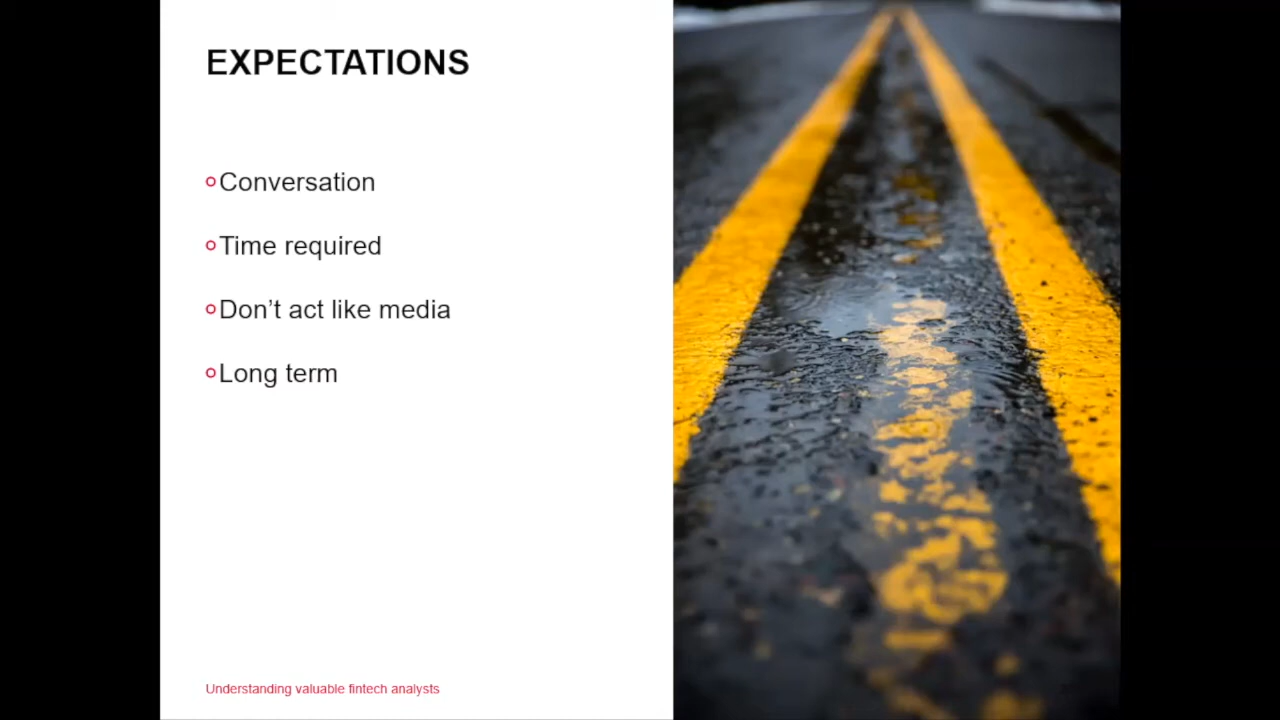 EXPECTATIONS
Conversation
Time required
Don’t act like media
Long term
Understanding valuable fintech analysts